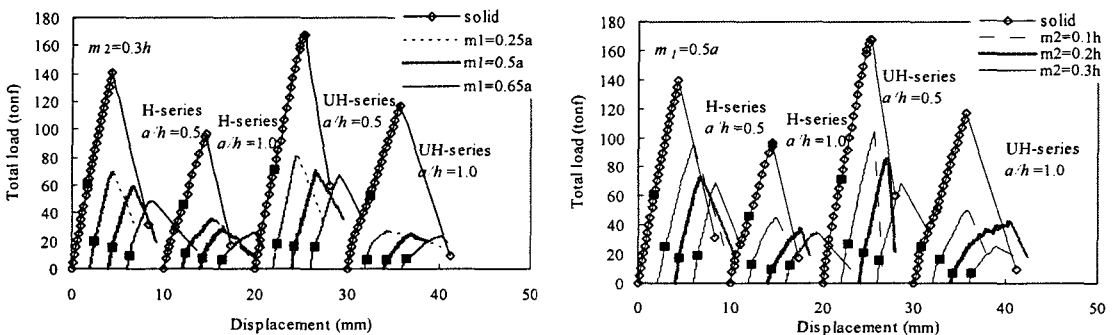 180
160
140
120
100
80
60
40
20
0
Total load (tonf)
m2=0.3h
H-series
a/h=0.5
H-series
a/h=1.0
UH-series
a/h=0.5
UH-series
a/h=1.0
solid
m1=0.25a
m1=0.5a
m1=0.65a
0 10 20 30 40 50
Displacement (mm)
180
160
140
120
100
80
60
40
20
0
Total load (tonf)
m1=0.5a
H-series
a/h=0.5
H-series
a/h=1.0
UH-series
a/h=0.5
UH-series
a/h=1.0
solid
m2=0.1h
m2=0.2h
m2=0.3h
0 10 20 30 40 50
Displacement (mm)